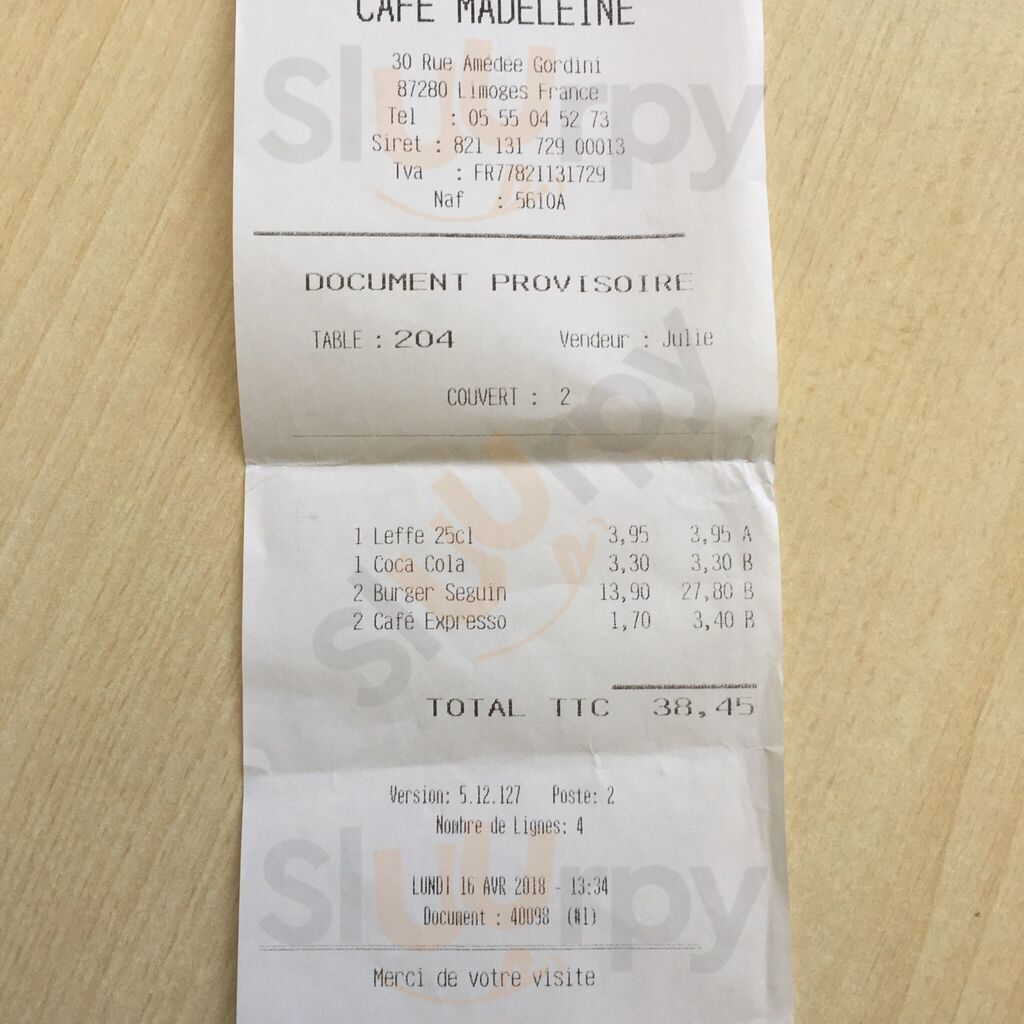 CAFE MADELEINE
30 Rue Amédée Gordini
87280 Limoges France
Tel : 05 55 04 52 73
Siret : 821 131 729 00013
Tva : FR77821131729
Naf : 5610A
DOCUMENT PROVISOIRE
TABLE : 204 Vendeur : Julie
COUVERT : 2
1 Leffe 25cl 3,95 3,95 A
1 Coca Cola 3,30 3,30 B
2 Burger Seguin 13,90 27,80 B
2 Café Expresso 1,70 3,40 B
TOTAL TTC 38,45
Version: 5.12.127 Poste: 2
Nombre de Lignes: 4
LUNDI 16 AVR 2018 - 13:34
Document : 40098 (#1)
Merci de votre visite
Sluurpy
Sluurpy
Sluurpy